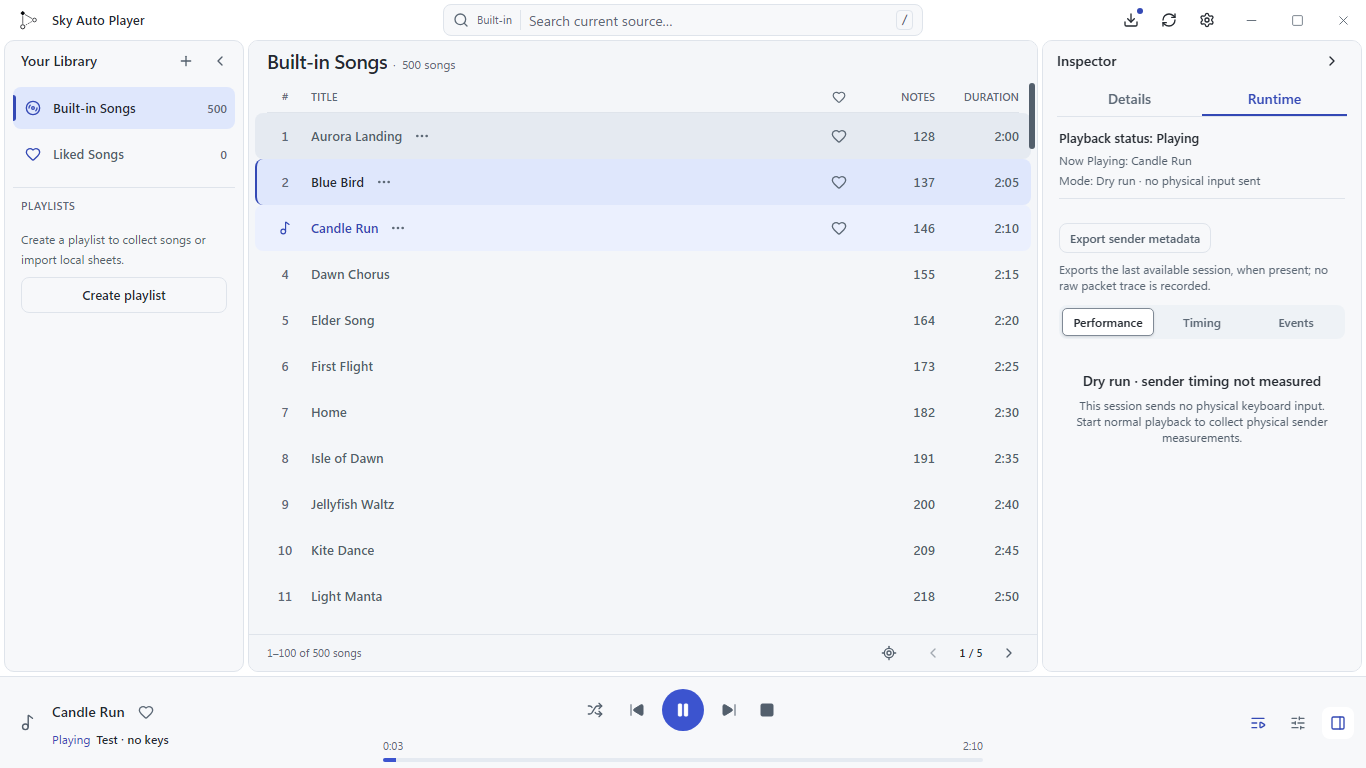 Sky Auto Player
Built-in
Search current source...
/
Your Library
Built-in Songs 500
Liked Songs 0
PLAYLISTS
Create a playlist to collect songs or
import local sheets.
Create playlist
Built-in Songs · 500 songs
# TITLE NOTES DURATION
1 Aurora Landing ··· 128 2:00
2 Blue Bird ··· 137 2:05
Candle Run ··· 146 2:10
4 Dawn Chorus 155 2:15
5 Elder Song 164 2:20
6 First Flight 173 2:25
7 Home 182 2:30
8 Isle of Dawn 191 2:35
9 Jellyfish Waltz 200 2:40
10 Kite Dance 209 2:45
11 Light Manta 218 2:50
1–100 of 500 songs
1 / 5
Inspector
Details Runtime
Playback status: Playing
Now Playing: Candle Run
Mode: Dry run · no physical input sent
Export sender metadata
Exports the last available session, when present; no
raw packet trace is recorded.
Performance Timing Events
Dry run · sender timing not measured
This session sends no physical keyboard input.
Start normal playback to collect physical sender
measurements.
Candle Run
Playing Test · no keys
0:03 2:10